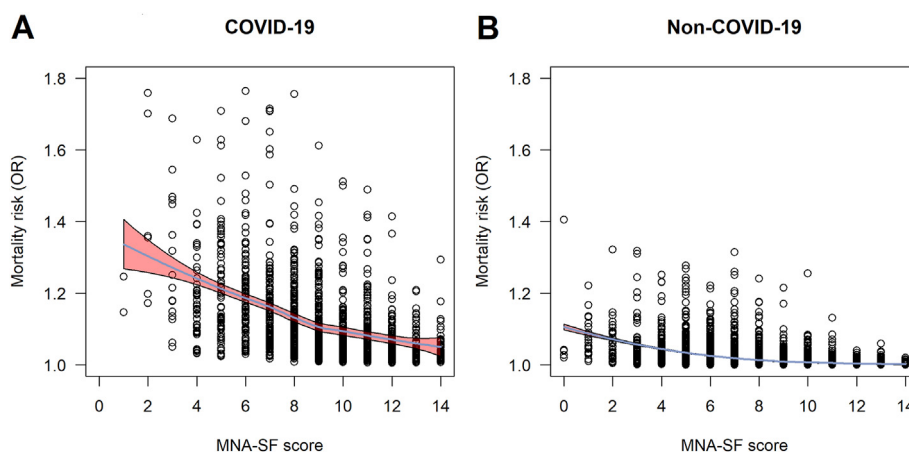 A
COVID-19
B
Non-COVID-19
Mortality risk (OR)
1.8
1.6
1.4
1.2
1.0
0 2 4 6 8 10 12 14
MNA-SF score
Mortality risk (OR)
1.8
1.6
1.4
1.2
1.0
0 2 4 6 8 10 12 14
MNA-SF score